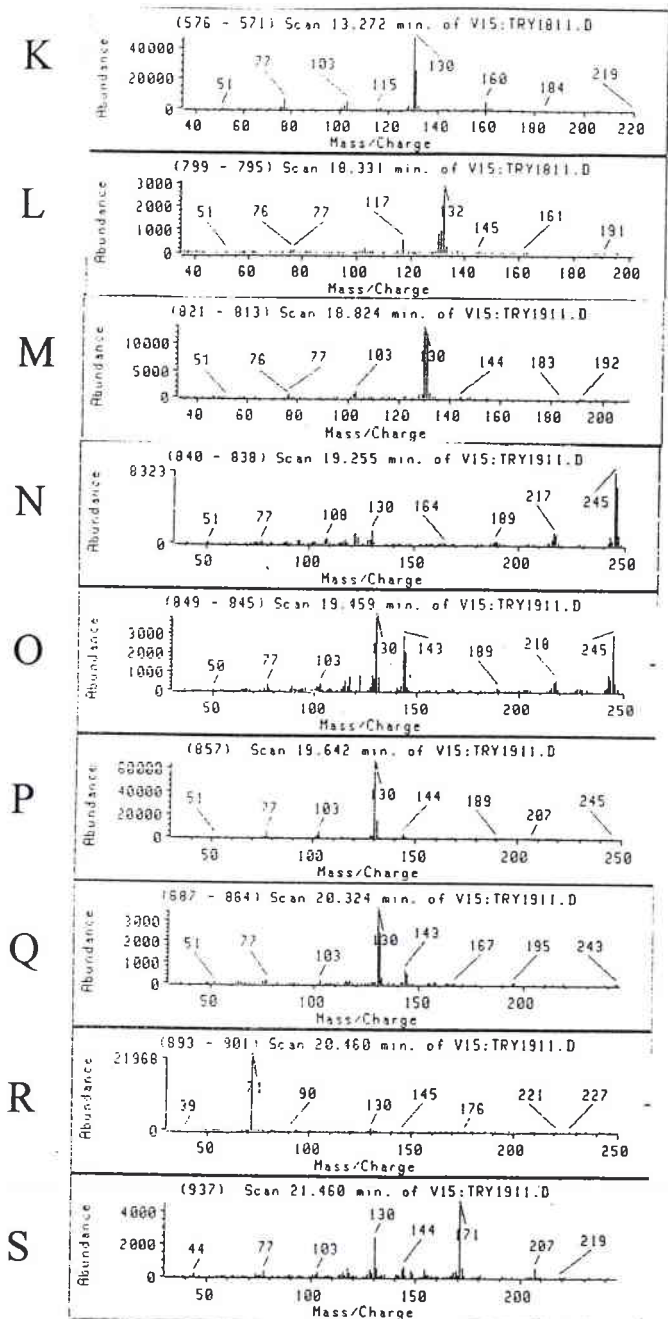 K
(576 - 571) Scan 13.272 min. of V15:TRY1811.D
Abundance
40000
20000
0
51
77
103
115
130
160
184
219
40 60 80 100 120 140 160 180 200 220
Mass/Charge
L
(799 - 795) Scan 18.331 min. of V15:TRY1811.D
Abundance
3000
2000
1000
0
51
76
77
117
32
145
161
191
40 60 80 100 120 140 160 180 200
Mass/Charge
M
(821 - 813) Scan 18.824 min. of V15:TRY1911.D
Abundance
10000
5000
0
51
76
77
103
130
144
183
192
40 60 80 100 120 140 160 180 200
Mass/Charge
N
(840 - 838) Scan 19.255 min. of V15:TRY1911.D
Abundance
8323
0
51
77
108
130
164
189
217
245
50 100 150 200 250
Mass/Charge
O
(849 - 845) Scan 19.459 min. of V15:TRY1911.D
Abundance
3000
2000
1000
0
50
77
103
130
143
189
218
245
50 100 150 200 250
Mass/Charge
P
(857) Scan 19.642 min. of V15:TRY1911.D
Abundance
60000
40000
20000
0
51
77
103
30
144
189
207
245
50 100 150 200 250
Mass/Charge
Q
(887 - 864) Scan 20.324 min. of V15:TRY1911.D
Abundance
3000
2000
1000
0
51
77
103
130
143
167
195
243
50 100 150 200
Mass/Charge
R
(893 - 901) Scan 20.460 min. of V15:TRY1911.D
Abundance
21968
0
39
90
130
145
176
221
227
50 100 150 200 250
Mass/Charge
S
(937) Scan 21.460 min. of V15:TRY1911.D
Abundance
4000
2000
0
44
77
103
130
144
171
207
219
50 100 150 200
Mass/Charge